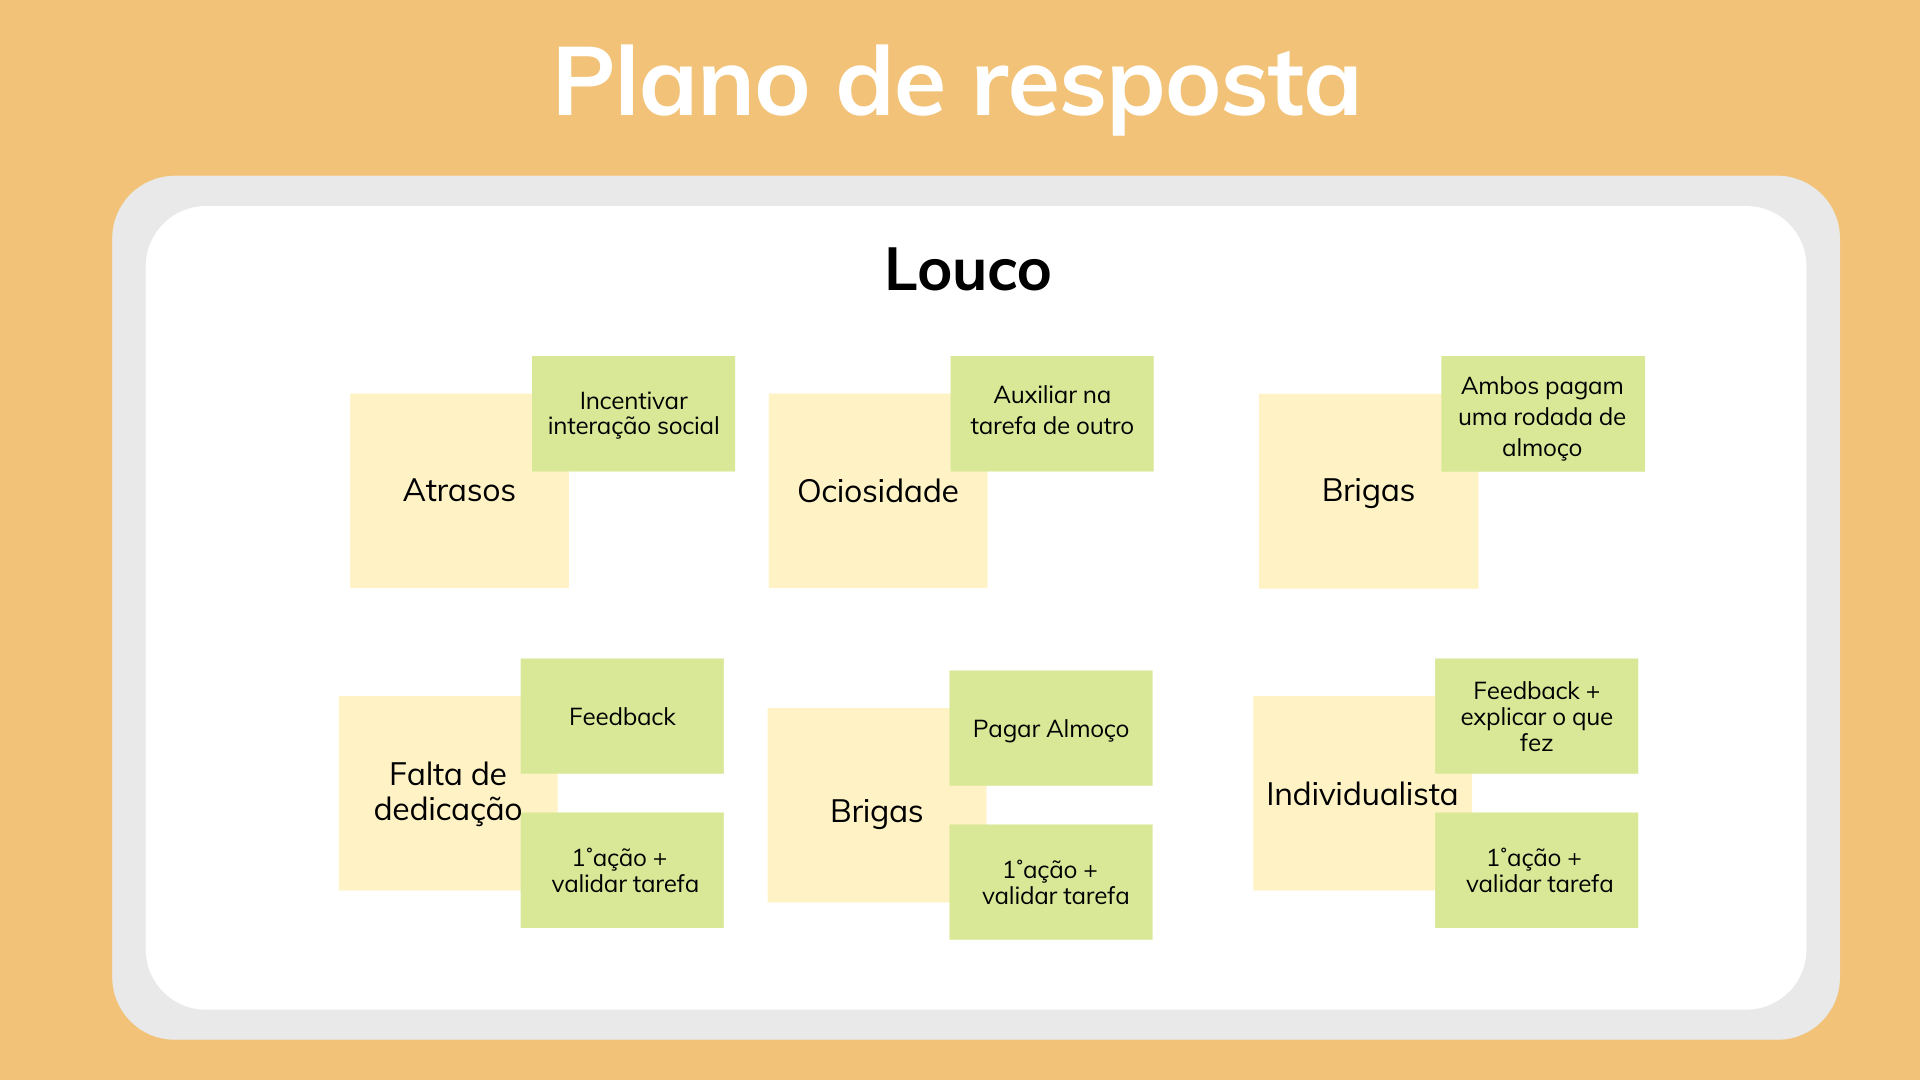 Plano de resposta
Louco
Incentivar
interação social
Atrasos
Auxiliar na
tarefa de outro
Ociosidade
Ambos pagam
uma rodada de
almoço
Brigas
Feedback
Falta de
dedicação
1˚ação +
validar tarefa
Pagar Almoço
Brigas
1˚ação +
validar tarefa
Feedback +
explicar o que
fez
Individualista
1˚ação +
validar tarefa